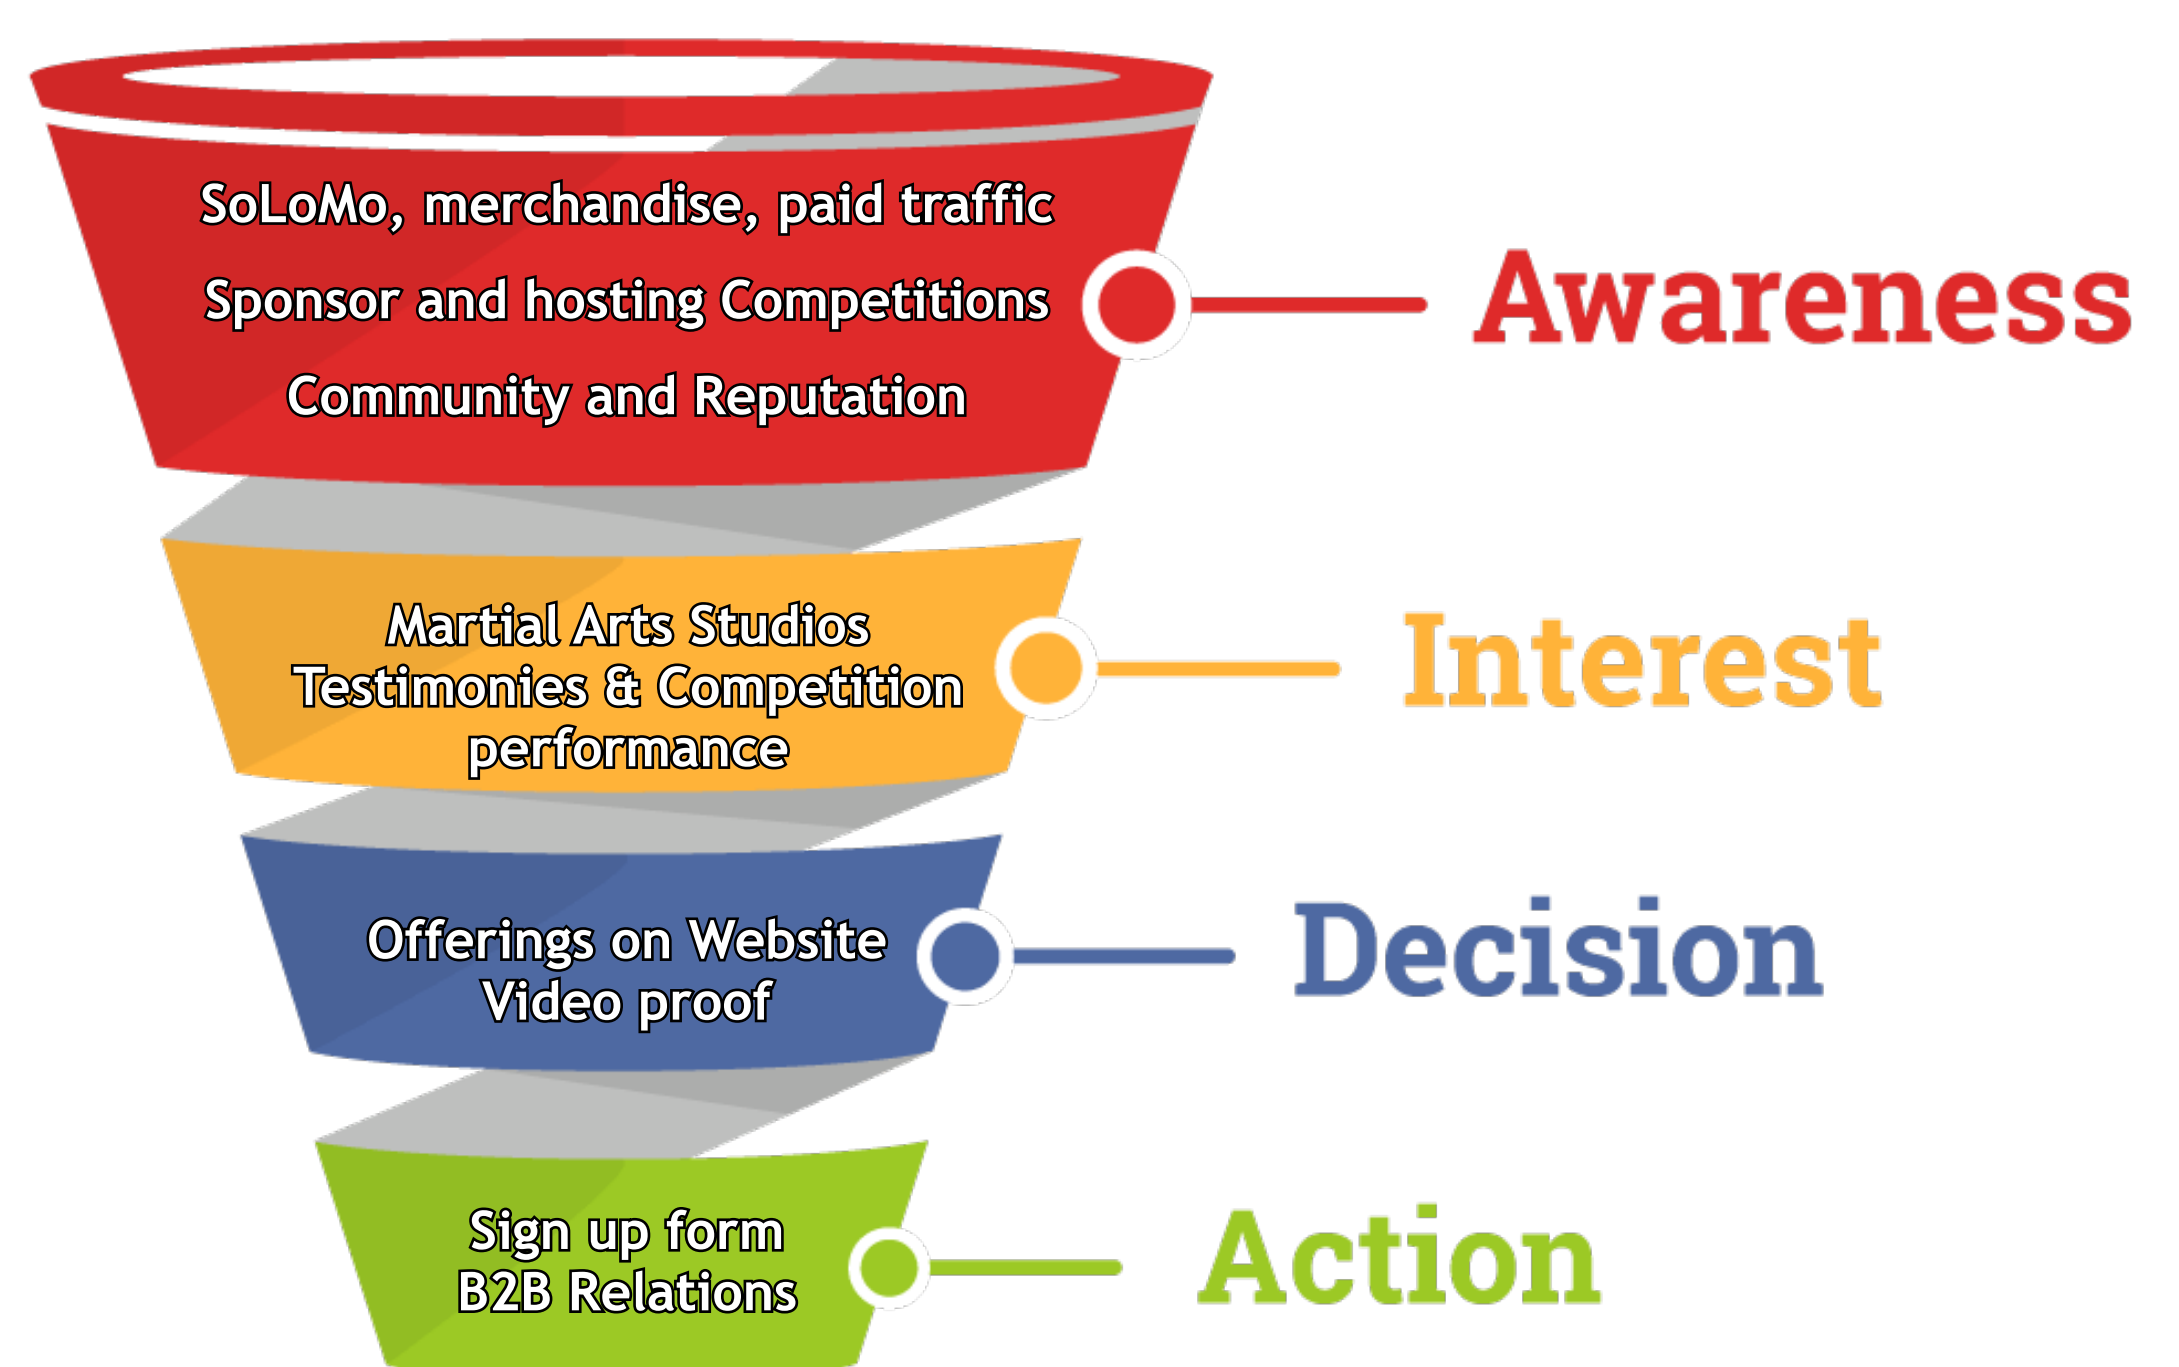 SoLoMo, merchandise, paid traffic
Sponsor and hosting Competitions
Community and Reputation
Awareness
Martial Arts Studios
Testimonies & Competition
performance
Interest
Offerings on Website
Video proof
Decision
Sign up form
B2B Relations
Action